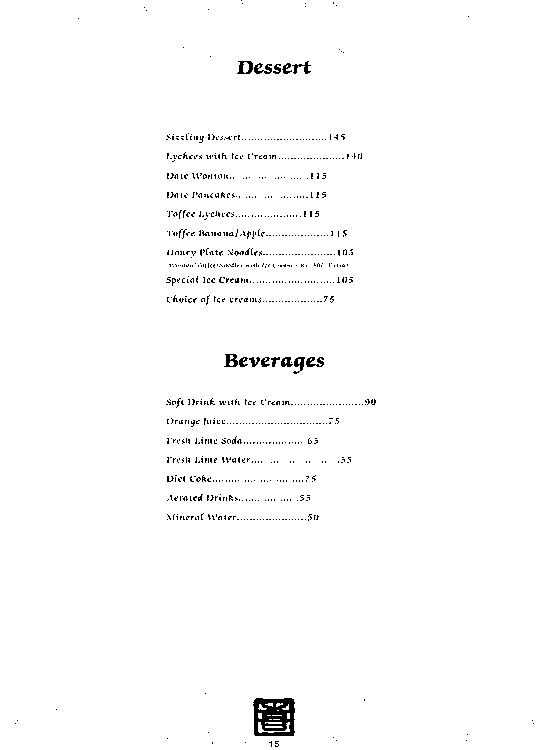 Dessert
Sizzling Dessert...........................145
Lychees with Ice Cream.....................140
Date Wonton.........................115
Date Pancakes.......................115
Toffee Lychees.....................115
Toffee Banana/Apple....................115
Honey Plate Noodles.......................105
Special Ice Cream...........................105
Choice of Ice creams...................75
Beverages
Soft Drink with Ice Cream.......................90
Orange Juice................................75
Fresh Lime Soda....................65
Fresh Lime Water............................55
Diet Coke.............................75
Aerated Drinks...................55
Mineral Water......................50
15